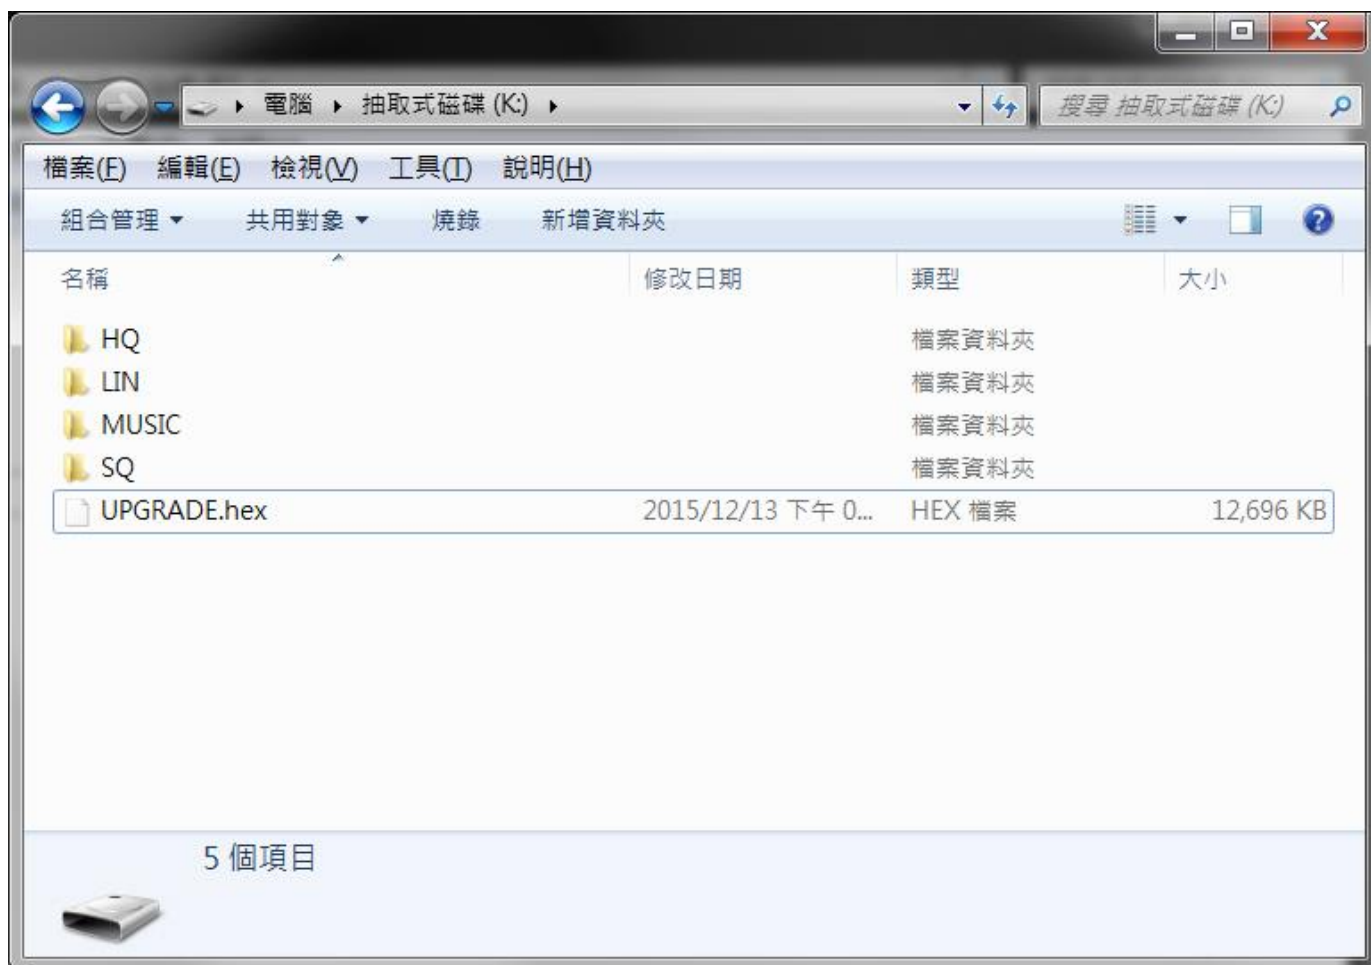 電腦 抽取式磁碟 (K:)
搜尋 抽取式磁碟 (K:)
檔案(F) 編輯(E) 檢視(V) 工具(T) 說明(H)
組合管理 共用對象 燒錄 新增資料夾
名稱 修改日期 類型 大小
HQ 檔案資料夾
LIN 檔案資料夾
MUSIC 檔案資料夾
SQ 檔案資料夾
UPGRADE.hex 2015/12/13 下午 0... HEX 檔案 12,696 KB
5 個項目